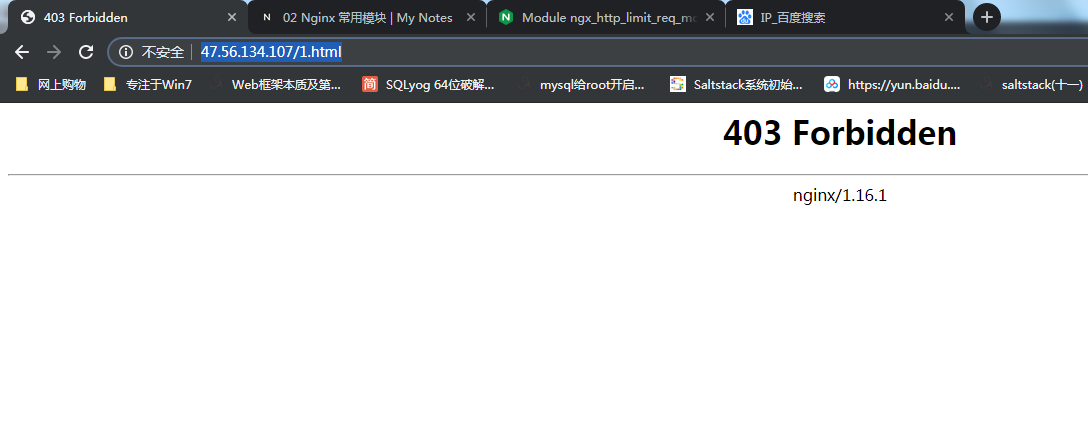 403 Forbidden
02 Nginx 常用模块 | My Notes
Module ngx_http_limit_req_mo
IP_百度搜索
不安全
47.56.134.107/1.html
网上购物
专注于Win7
Web框架本质及第...
简
SQLyog 64位破解...
mysql给root开启...
Saltstack系统初始...
https://yun.baidu....
saltstack(十一)
403 Forbidden
nginx/1.16.1